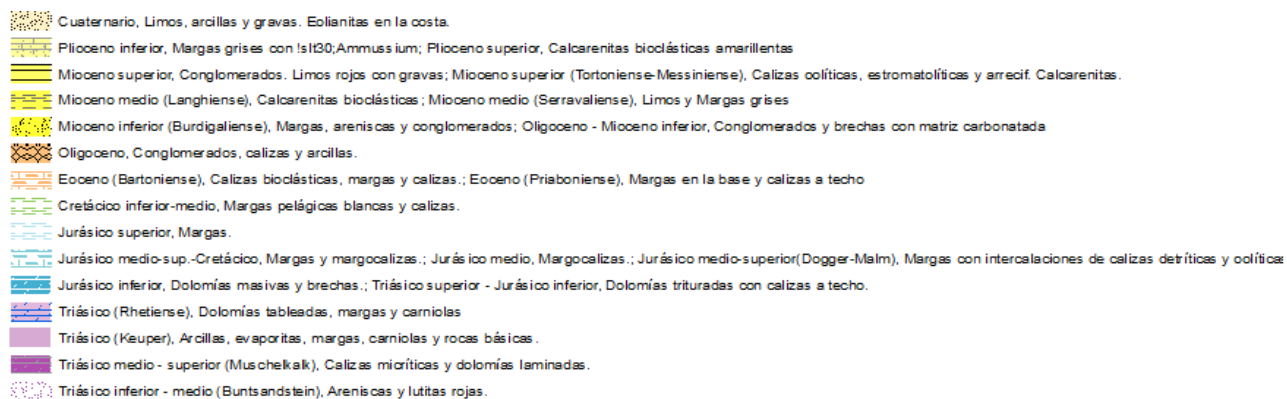 Cuaternario, Limos, arcillas y gravas. Eolianitas en la costa.
Plioceno inferior, Margas grises con !slt30;Ammussium; Plioceno superior, Calcarenitas bioclásticas amarillentas
Mioceno superior, Conglomerados. Limos rojos con gravas; Mioceno superior (Tortoniense-Messiniense), Calizas oolíticas, estromatolíticas y arrecif. Calcarenitas.
Mioceno medio (Langhiense), Calcarenitas bioclásticas; Mioceno medio (Serravaliense), Limos y Margas grises
Mioceno inferior (Burdigaliense), Margas, areniscas y conglomerados; Oligoceno - Mioceno inferior, Conglomerados y brechas con matriz carbonatada
Oligoceno, Conglomerados, calizas y arcillas.
Eoceno (Bartoniense), Calizas bioclásticas, margas y calizas.; Eoceno (Priaboniense), Margas en la base y calizas a techo
Cretácico inferior-medio, Margas pelágicas blancas y calizas.
Jurásico superior, Margas.
Jurásico medio-sup.-Cretácico, Margas y margocalizas.; Jurásico medio, Margocalizas.; Jurásico medio-superior(Dogger-Malm), Margas con intercalaciones de calizas detríticas y oolíticas
Jurásico inferior, Dolomías masivas y brechas.; Triásico superior - Jurásico inferior, Dolomías trituradas con calizas a techo.
Triásico (Rhetiense), Dolomías tableadas, margas y carniolas
Triásico (Keuper), Arcillas, evaporitas, margas, carniolas y rocas básicas.
Triásico medio - superior (Muschelkalk), Calizas micríticas y dolomías laminadas.
Triásico inferior - medio (Buntsandstein), Areniscas y lutitas rojas.